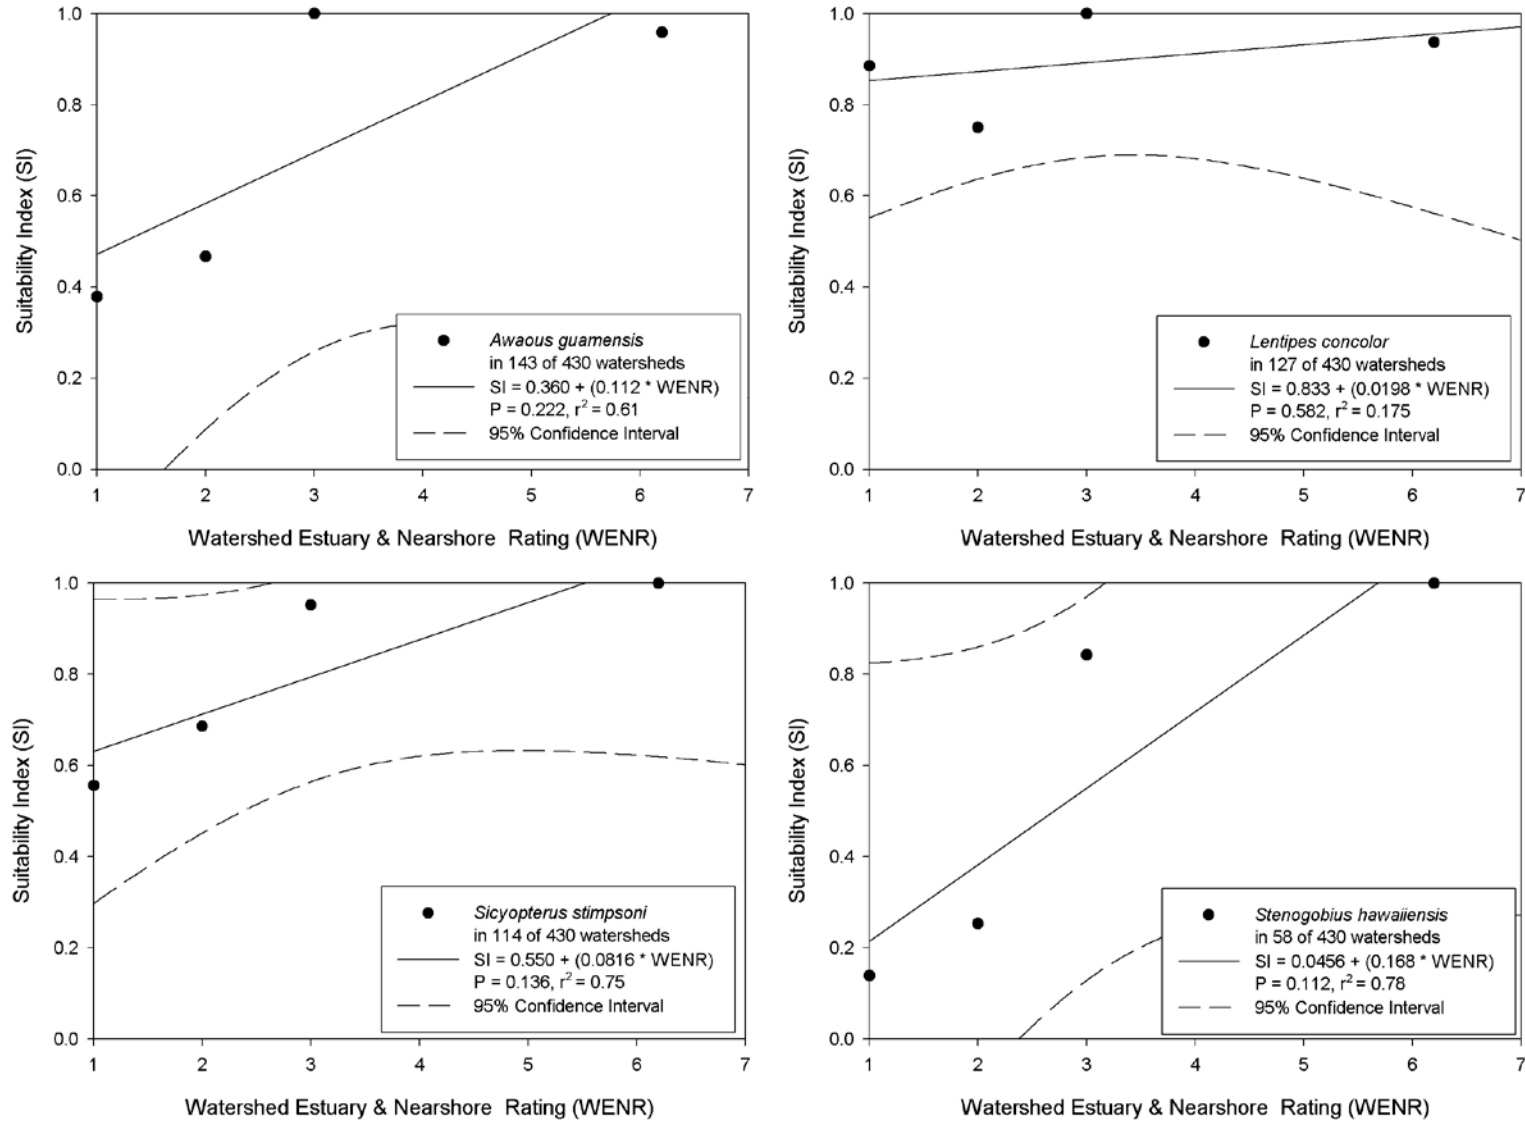 1.0
0.8
0.6
0.4
0.2
0.0
Suitability Index (SI)
Awaous guamensis
in 143 of 430 watersheds
SI = 0.360 + (0.112 * WENR)
P = 0.222, r² = 0.61
95% Confidence Interval
1 2 3 4 5 6 7
Watershed Estuary & Nearshore Rating (WENR)
1.0
0.8
0.6
0.4
0.2
0.0
Suitability Index (SI)
Lentipes concolor
in 127 of 430 watersheds
SI = 0.833 + (0.0198 * WENR)
P = 0.582, r² = 0.175
95% Confidence Interval
1 2 3 4 5 6 7
Watershed Estuary & Nearshore Rating (WENR)
1.0
0.8
0.6
0.4
0.2
0.0
Suitability Index (SI)
Sicyopterus stimpsoni
in 114 of 430 watersheds
SI = 0.550 + (0.0816 * WENR)
P = 0.136, r² = 0.75
95% Confidence Interval
1 2 3 4 5 6 7
Watershed Estuary & Nearshore Rating (WENR)
1.0
0.8
0.6
0.4
0.2
0.0
Suitability Index (SI)
Stenogobius hawaiiensis
in 58 of 430 watersheds
SI = 0.0456 + (0.168 * WENR)
P = 0.112, r² = 0.78
95% Confidence Interval
1 2 3 4 5 6 7
Watershed Estuary & Nearshore Rating (WENR)